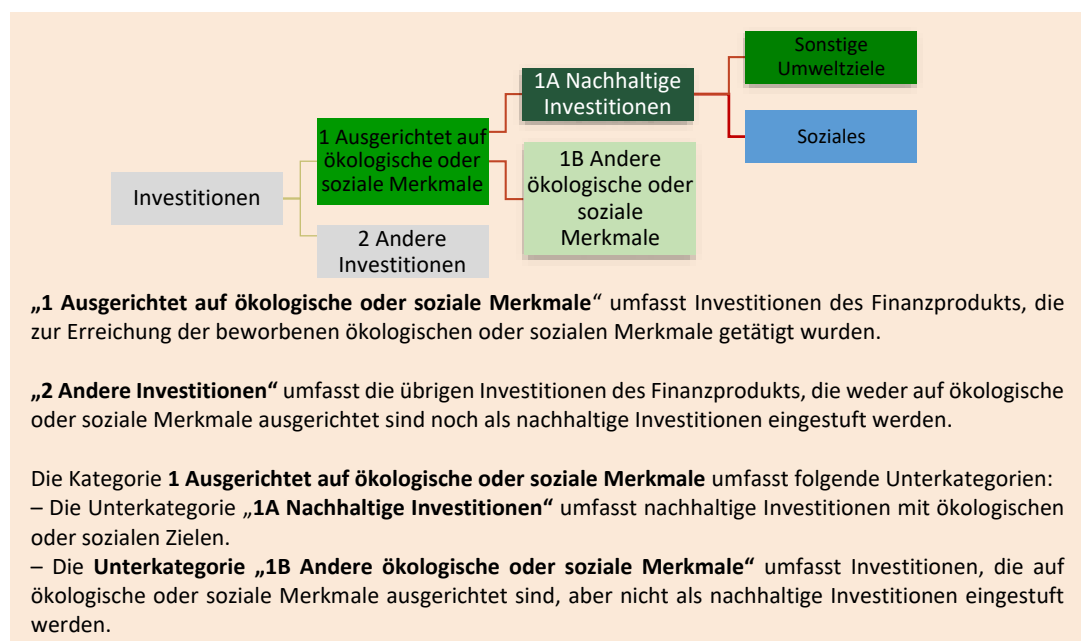 Sonstige
Umweltziele
1A Nachhaltige
Investitionen
Soziales
1 Ausgerichtet auf
ökologische oder
soziale Merkmale
1B Andere
ökologische oder
soziale
Merkmale
Investitionen
2 Andere
Investitionen
„1 Ausgerichtet auf ökologische oder soziale Merkmale“ umfasst Investitionen des Finanzprodukts, die
zur Erreichung der beworbenen ökologischen oder sozialen Merkmale getätigt wurden.
„2 Andere Investitionen“ umfasst die übrigen Investitionen des Finanzprodukts, die weder auf ökologische
oder soziale Merkmale ausgerichtet sind noch als nachhaltige Investitionen eingestuft werden.
Die Kategorie 1 Ausgerichtet auf ökologische oder soziale Merkmale umfasst folgende Unterkategorien:
– Die Unterkategorie „1A Nachhaltige Investitionen“ umfasst nachhaltige Investitionen mit ökologischen
oder sozialen Zielen.
– Die Unterkategorie „1B Andere ökologische oder soziale Merkmale“ umfasst Investitionen, die auf
ökologische oder soziale Merkmale ausgerichtet sind, aber nicht als nachhaltige Investitionen eingestuft
werden.